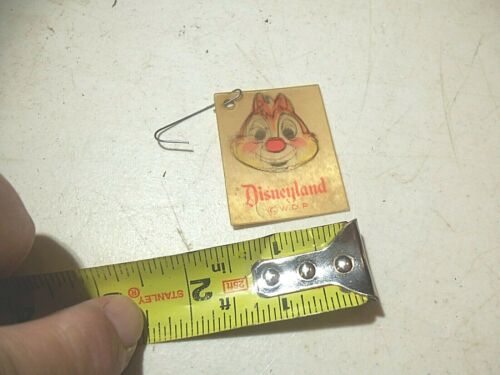 Disneyland
© W.D.P.
STANLEY ®
2
in
ft
25ft
1
1